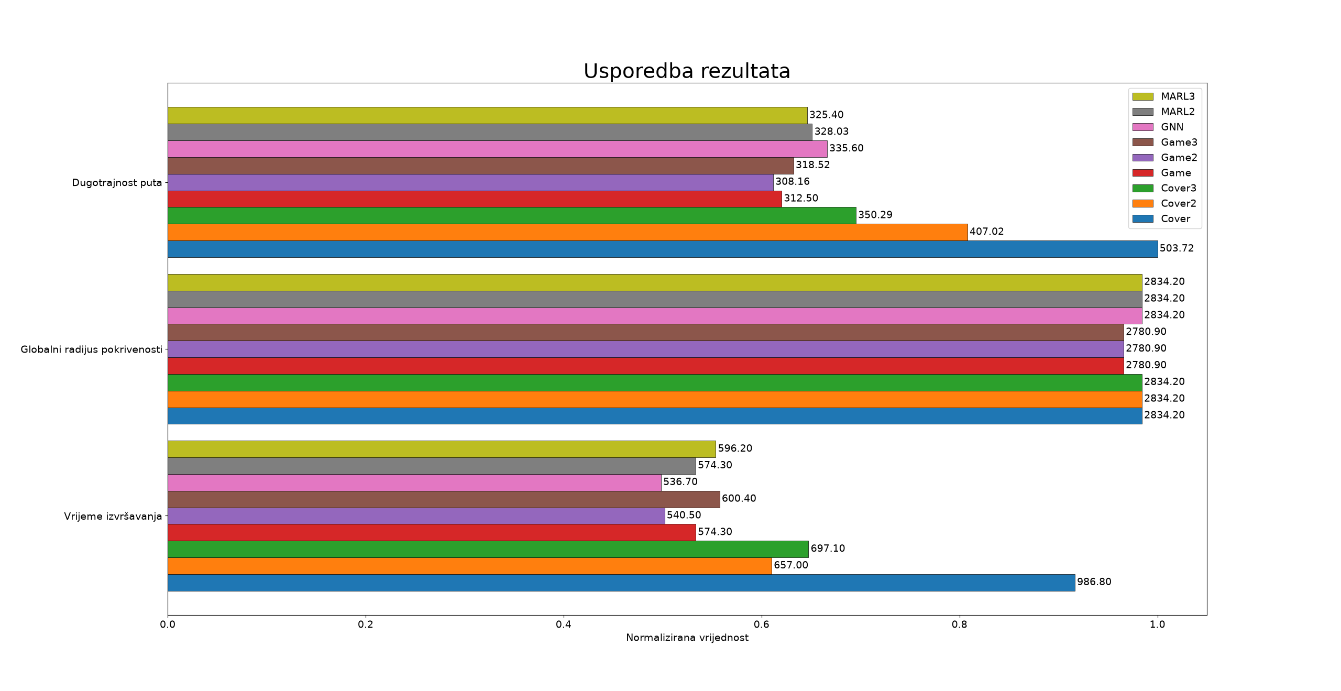 Usporedba rezultata
MARL3
MARL2
GNN
Game3
Game2
Game
Cover3
Cover2
Cover
Dugotrajnost puta
325.40
328.03
335.60
318.52
308.16
312.50
350.29
407.02
503.72
Globalni radijus pokrivenosti
2834.20
2834.20
2834.20
2780.90
2780.90
2780.90
2834.20
2834.20
2834.20
Vrijeme izvršavanja
596.20
574.30
536.70
600.40
540.50
574.30
697.10
657.00
986.80
0.0 0.2 0.4 0.6 0.8 1.0
Normalizirana vrijednost